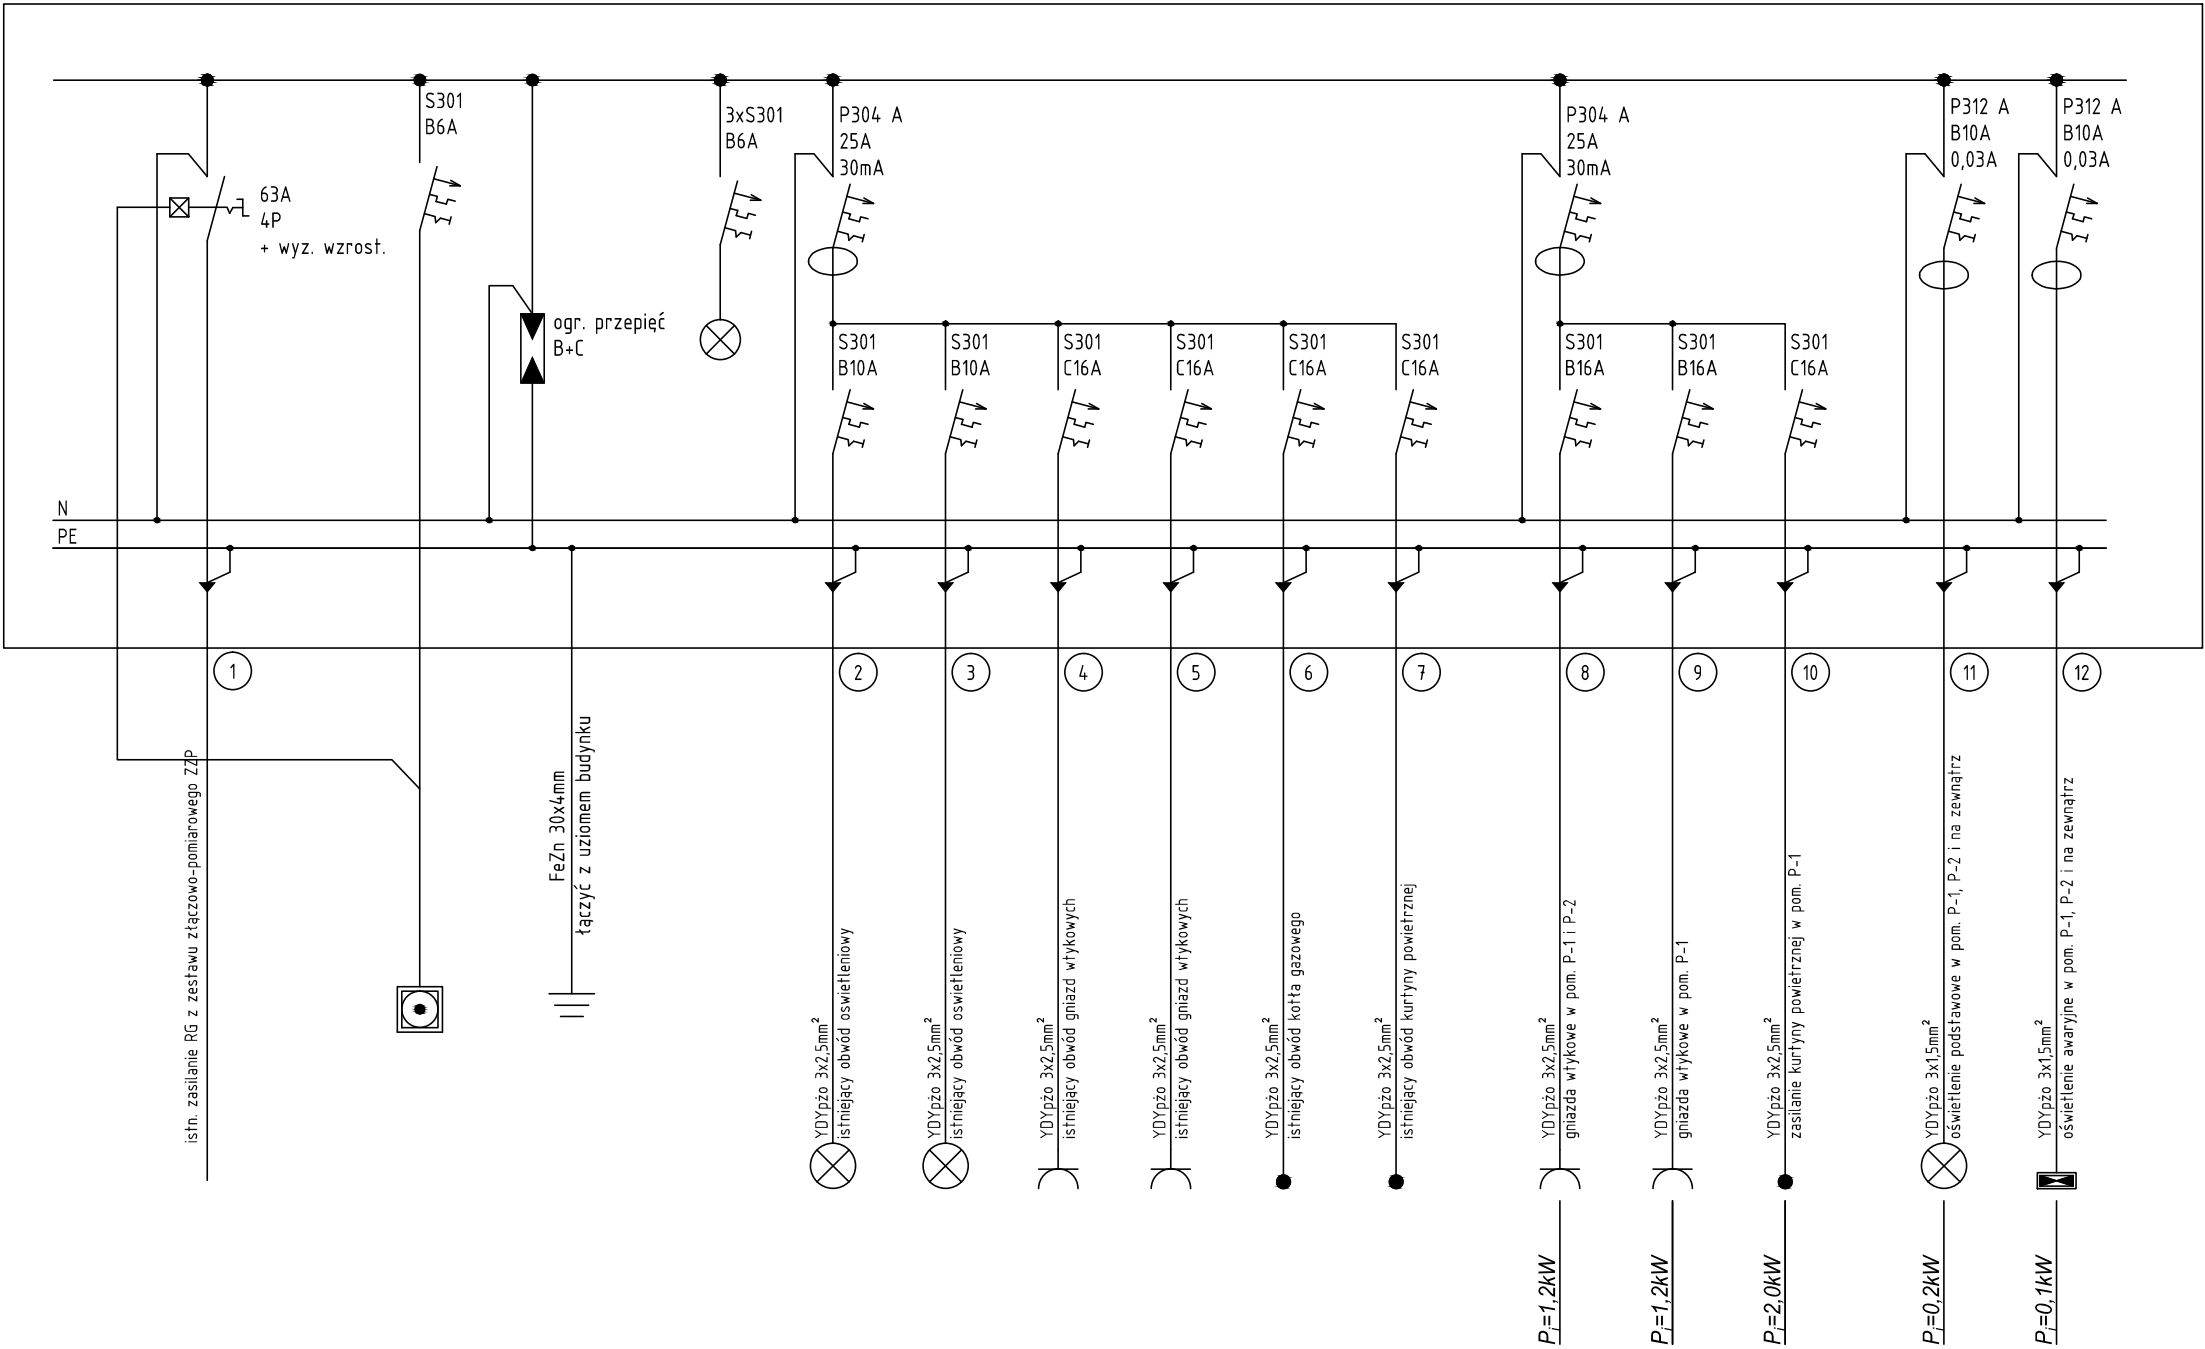 S301
B6A
3xS301
B6A
P304 A
25A
30mA
P304 A
25A
30mA
P312 A
B10A
0,03A
P312 A
B10A
0,03A
63A
4P
+ wyz. wzrost.
ogr. przepięć
B+C
S301
B10A
S301
B10A
S301
C16A
S301
C16A
S301
C16A
S301
C16A
S301
B16A
S301
B16A
S301
C16A
N
PE
1
2
3
4
5
6
7
8
9
10
11
12
istn. zasilanie RG z zestawu złączowo-pomiarowego ZZP
FeZn 30x4mm
łączyć z uziomem budynku
YDYpżo 3x2,5mm²
istniejący obwód oswietleniowy
YDYpżo 3x2,5mm²
istniejący obwód oswietleniowy
YDYpżo 3x2,5mm²
istniejący obwód gniazd wtykowych
YDYpżo 3x2,5mm²
istniejący obwód gniazd wtykowych
YDYpżo 3x2,5mm²
istniejący obwód kotła gazowego
YDYpżo 3x2,5mm²
istniejący obwód kurtyny powietrznej
YDYpżo 3x2,5mm²
gniazda wtykowe w pom. P-1 i P-2
YDYpżo 3x2,5mm²
gniazda wtykowe w pom. P-1
YDYpżo 3x2,5mm²
zasilanie kurtyny powietrznej w pom. P-1
YDYpżo 3x1,5mm²
oświetlenie podstawowe w pom. P-1, P-2 i na zewnątrz
YDYpżo 3x1,5mm²
oświetlenie awaryjne w pom. P-1, P-2 i na zewnątrz
Pi=1,2kW
Pi=1,2kW
Pi=2,0kW
Pi=0,2kW
Pi=0,1kW